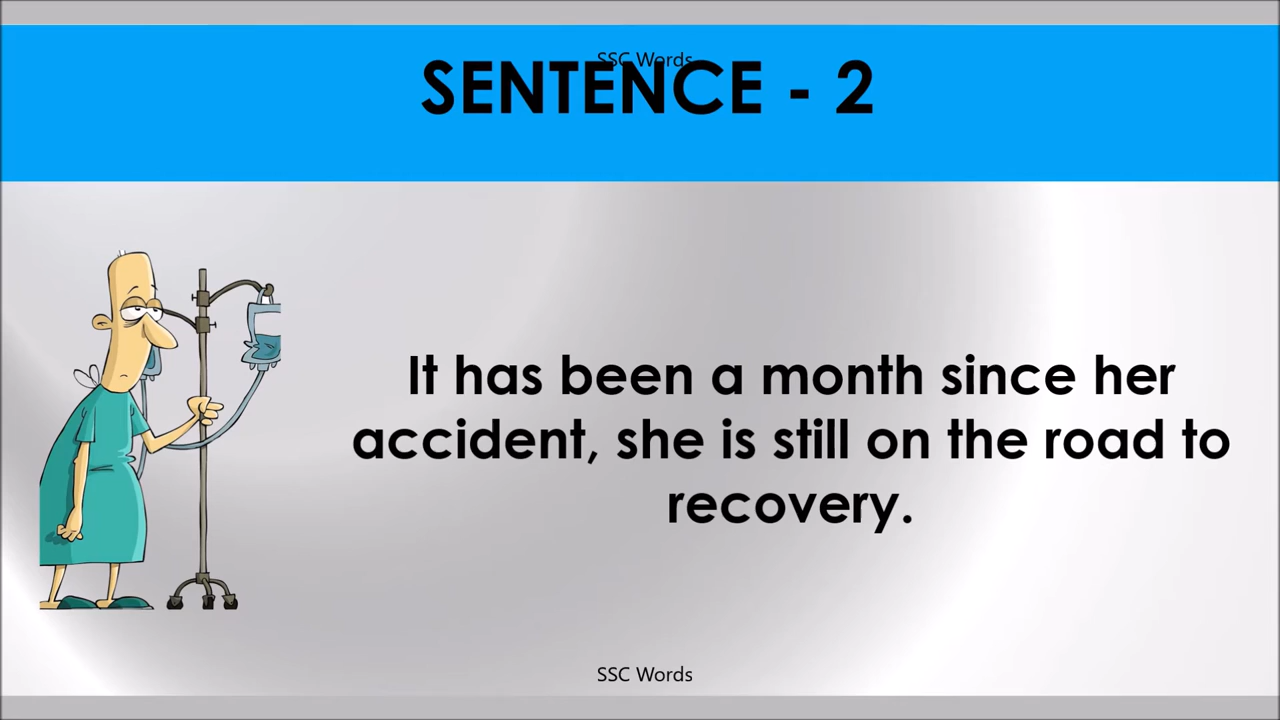 SSC Words
SENTENCE - 2
It has been a month since her
accident, she is still on the road to
recovery.
SSC Words